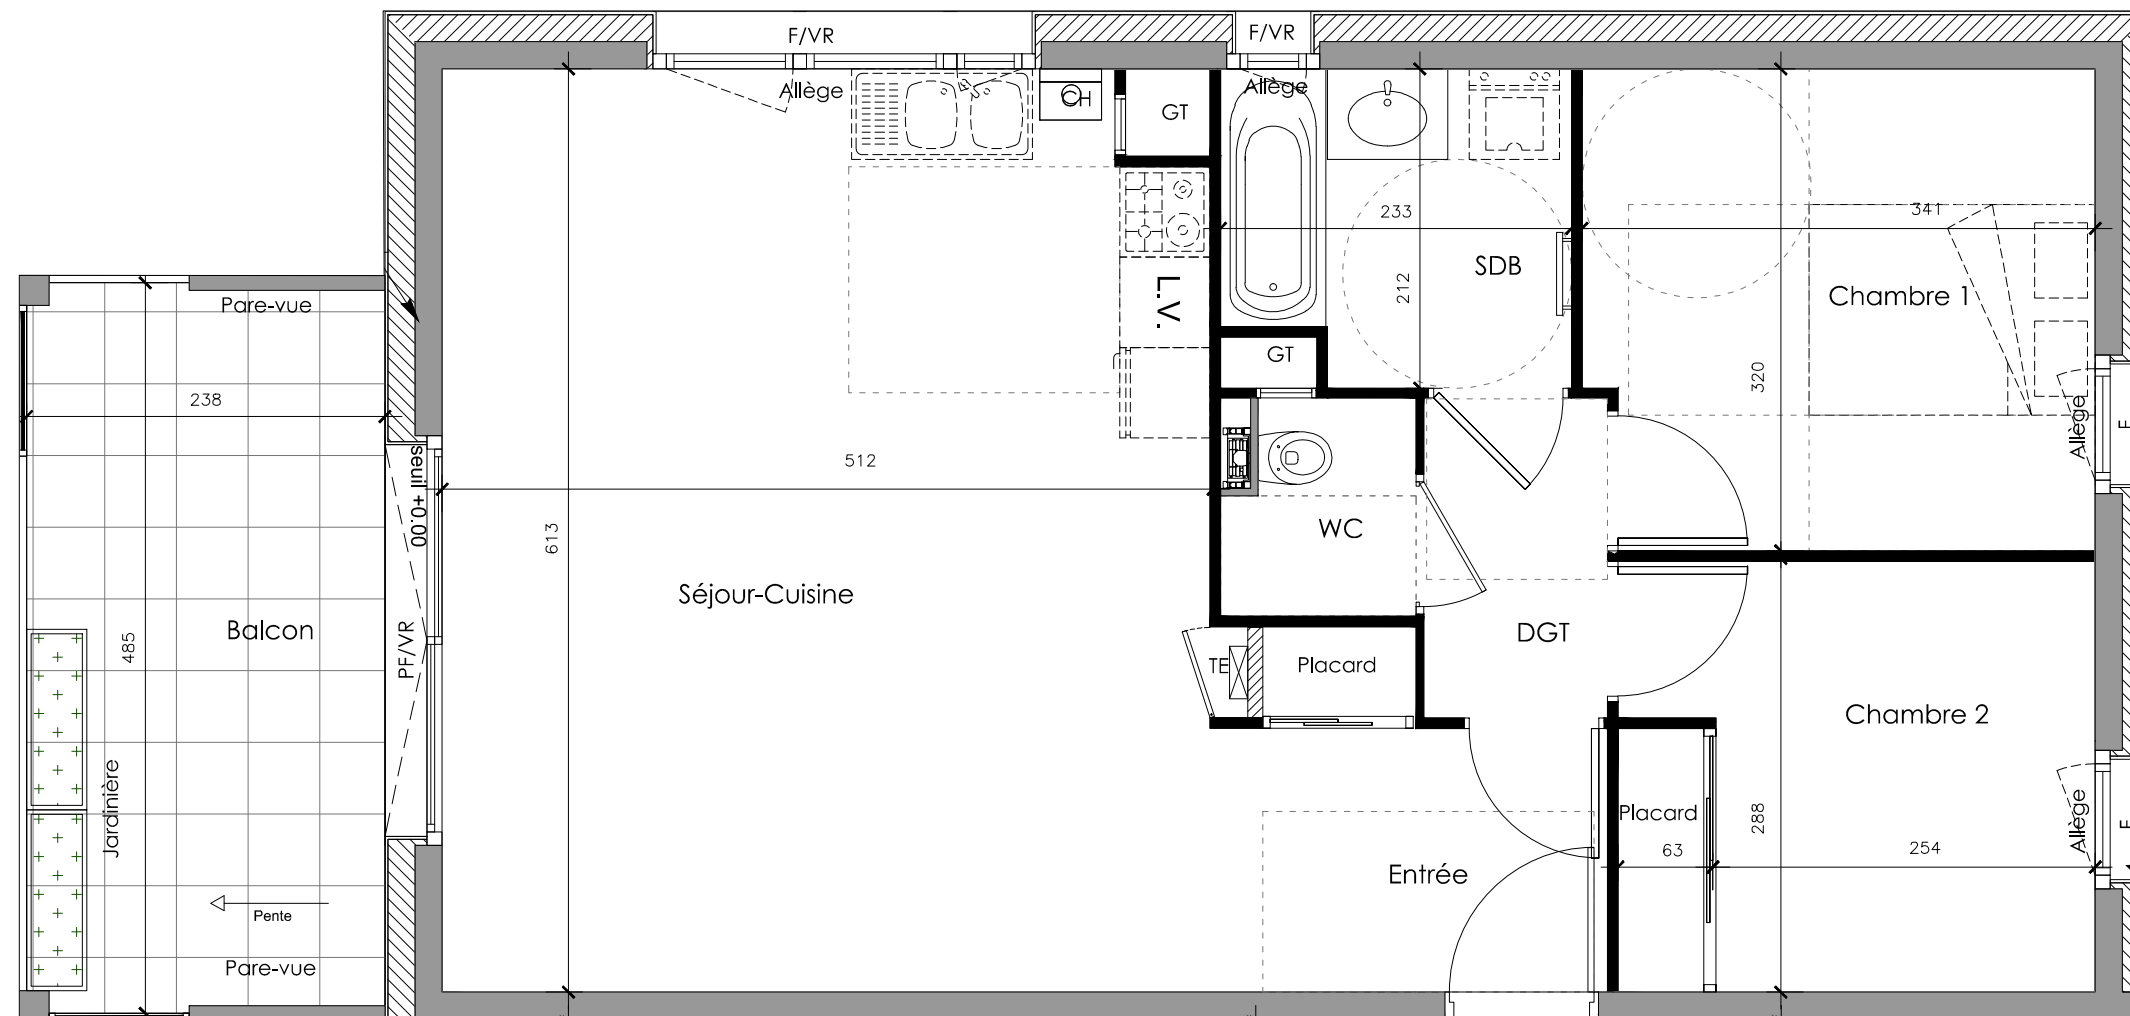 F/VR
F/VR
Allège
CH
GT
Allège
233
341
212
SDB
Chambre 1
Pare-vue
L.V.
GT
320
238
Allège
F
512
seuil +0.00
613
WC
Séjour-Cuisine
Balcon
485
PF/VR
DGT
TE
Placard
Chambre 2
Jardinière
Placard
288
Allège
F
63
254
Entrée
Pente
Pare-vue